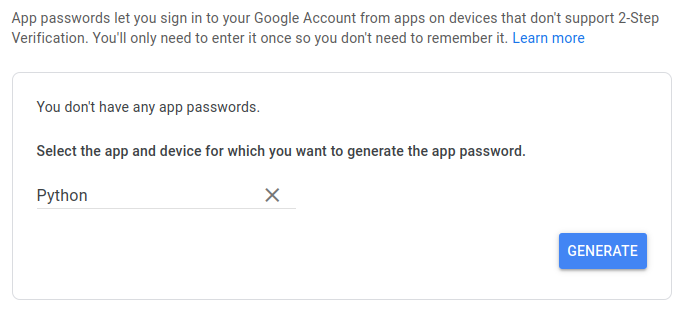 App passwords let you sign in to your Google Account from apps on devices that don't support 2-Step
Verification. You'll only need to enter it once so you don't need to remember it. Learn more
You don't have any app passwords.
Select the app and device for which you want to generate the app password.
Python
GENERATE